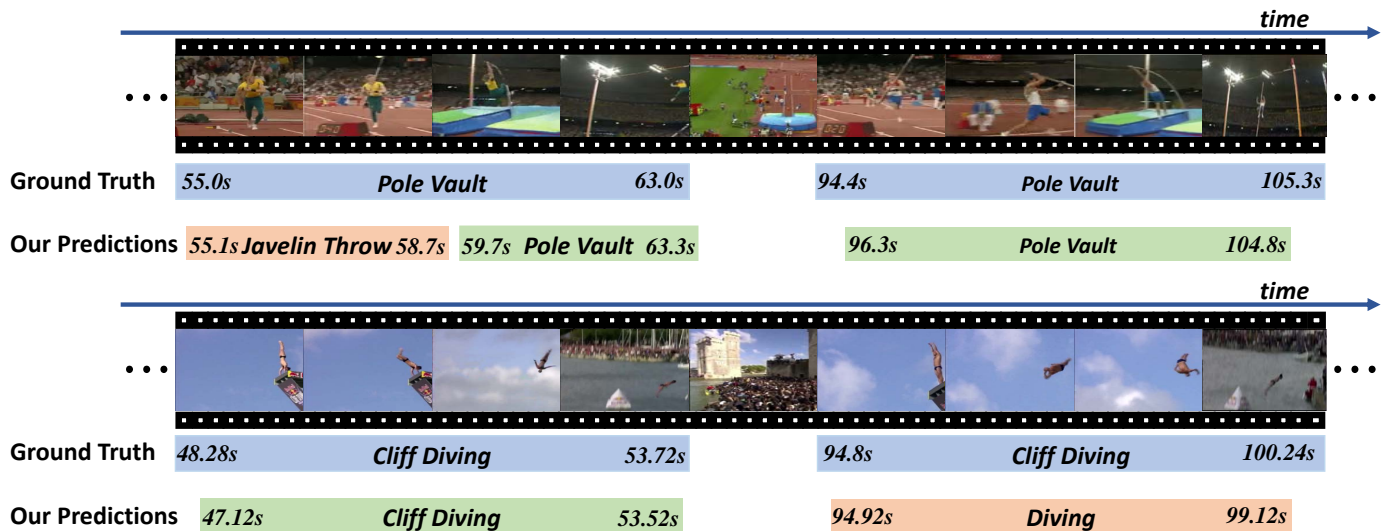 time
... ...
Ground Truth 55.0s Pole Vault 63.0s 94.4s Pole Vault 105.3s
Our Predictions 55.1s Javelin Throw 58.7s 59.7s Pole Vault 63.3s 96.3s Pole Vault 104.8s
time
... ...
Ground Truth 48.28s Cliff Diving 53.72s 94.8s Cliff Diving 100.24s
Our Predictions 47.12s Cliff Diving 53.52s 94.92s Diving 99.12s